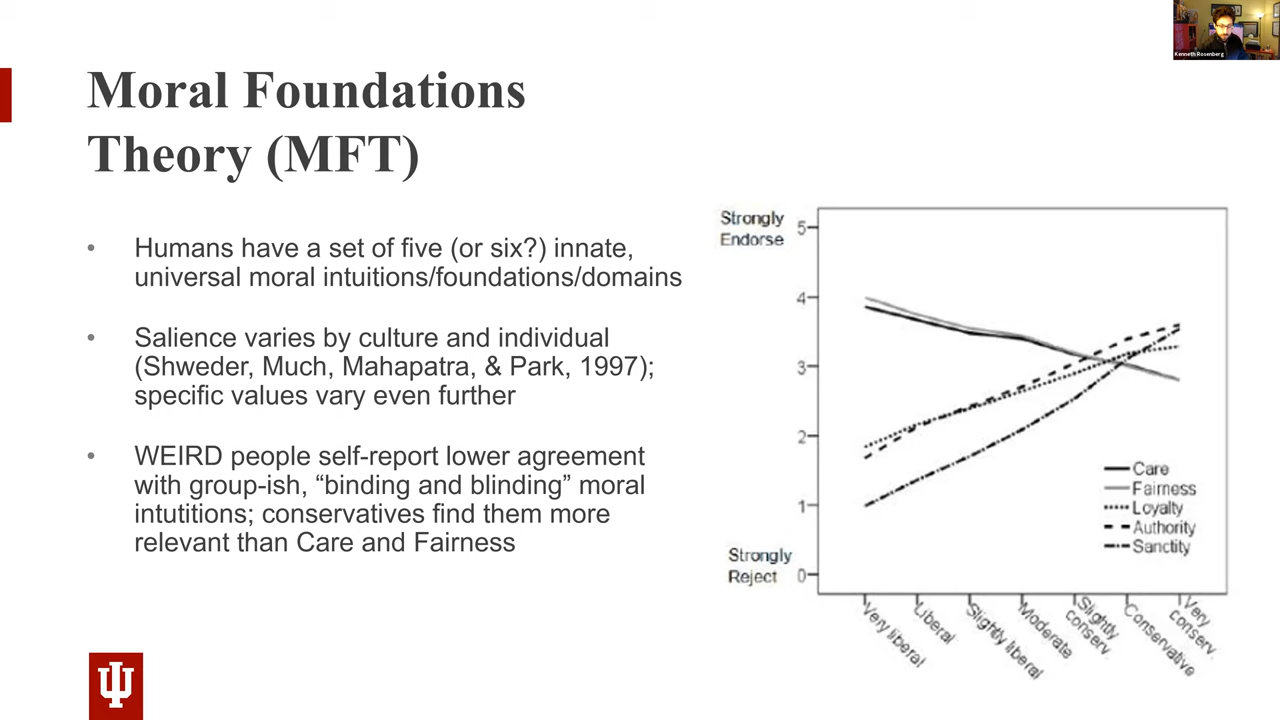 Kenneth Rosenberg
Moral Foundations
Theory (MFT)
• Humans have a set of five (or six?) innate,
universal moral intuitions/foundations/domains
• Salience varies by culture and individual
(Shweder, Much, Mahapatra, & Park, 1997);
specific values vary even further
• WEIRD people self-report lower agreement
with group-ish, “binding and blinding” moral
intutitions; conservatives find them more
relevant than Care and Fairness
Strongly
Endorse
5
4
3
2
1
Strongly
Reject
0
Care
Fairness
Loyalty
Authority
Sanctity
Very liberal
Liberal
Slightly liberal
Moderate
Slightly
conserv.
Conservative
Very
conserv.